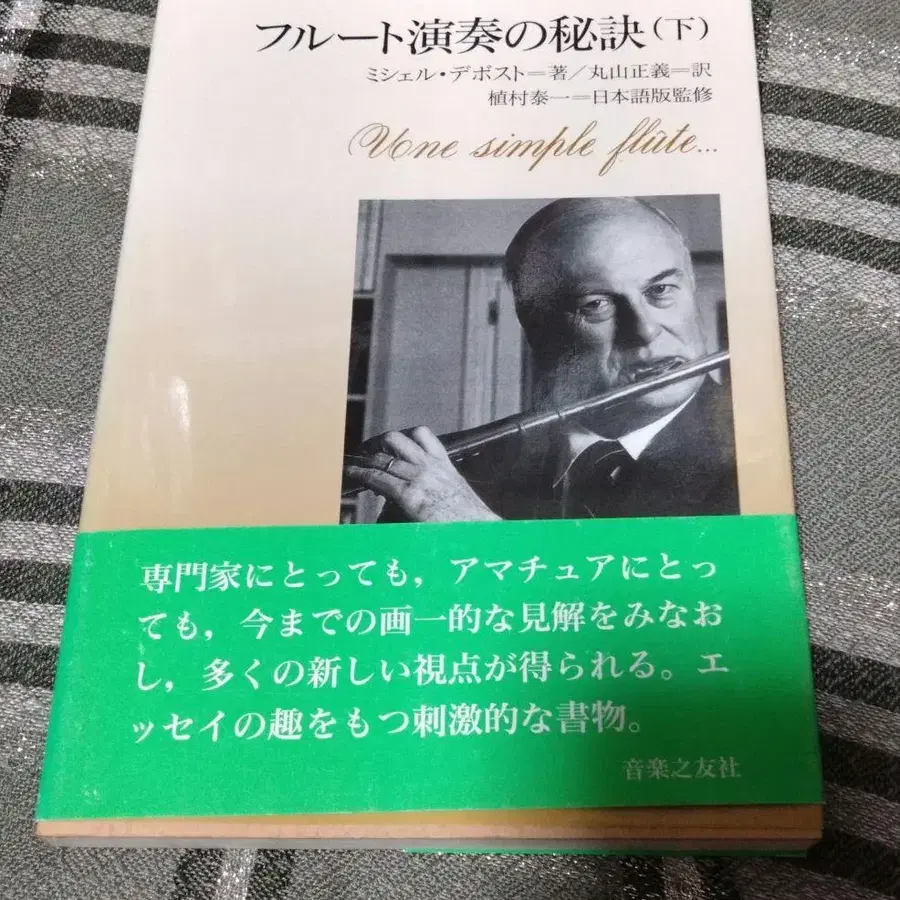 フルート演奏の秘訣(下)
ミシェル・デボスト=著/丸山正義=訳
植村泰一=日本語版監修
Une simple flûte...
専門家にとっても，アマチュアにとっ
ても，今までの画一的な見解をみなお
し，多くの新しい視点が得られる。エ
ッセイの趣をもつ刺激的な書物。
音楽之友社